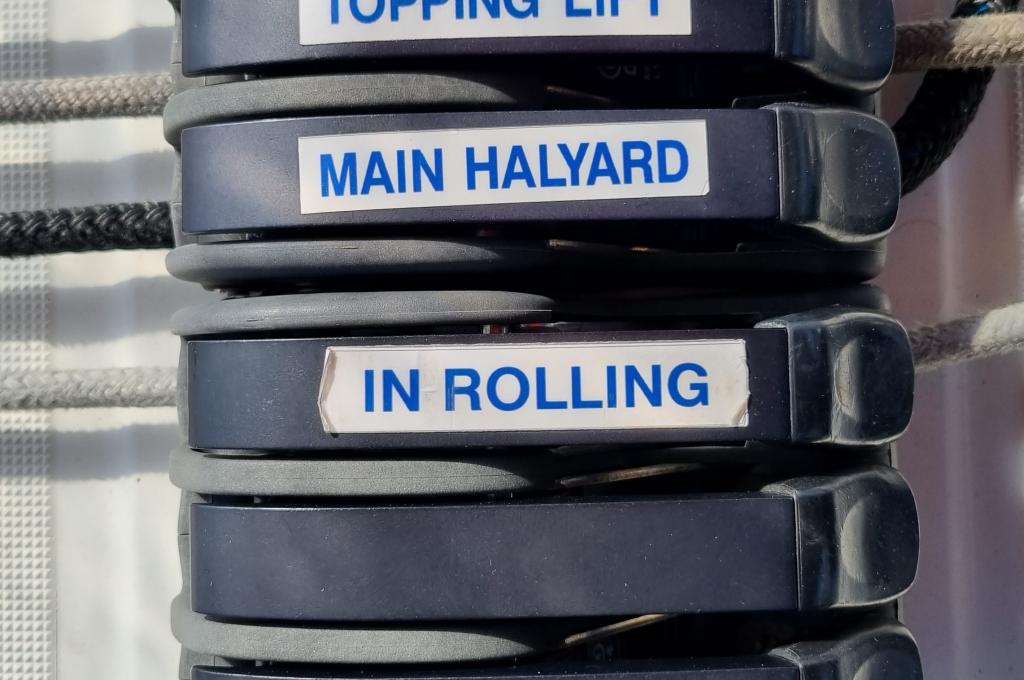 TOPPING LIFT
MAIN HALYARD
IN ROLLING